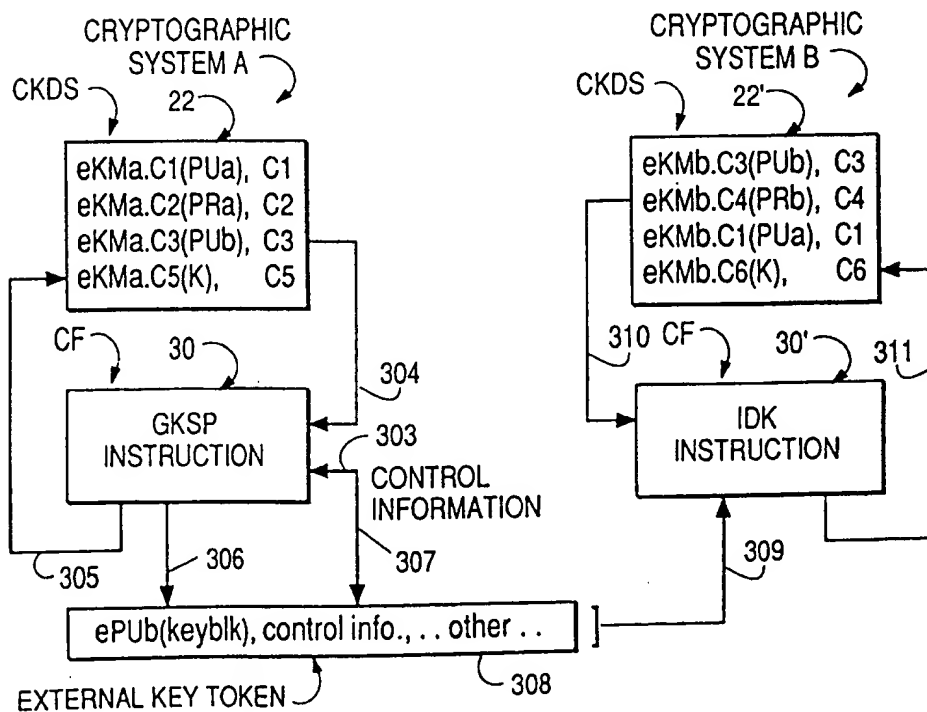 CRYPTOGRAPHIC
SYSTEM A
CKDS
22
eKMa.C1(PUa), C1
eKMa.C2(PRa), C2
eKMa.C3(PUb), C3
eKMa.C5(K), C5
CF
30
304
GKSP
INSTRUCTION
303
CONTROL
INFORMATION
305
306
307
CRYPTOGRAPHIC
SYSTEM B
CKDS
22'
eKMb.C3(PUb), C3
eKMb.C4(PRb), C4
eKMb.C1(PUa), C1
eKMb.C6(K), C6
310
CF
30'
311
IDK
INSTRUCTION
309
ePUb(keyblk), control info., . . other . .
EXTERNAL KEY TOKEN
308